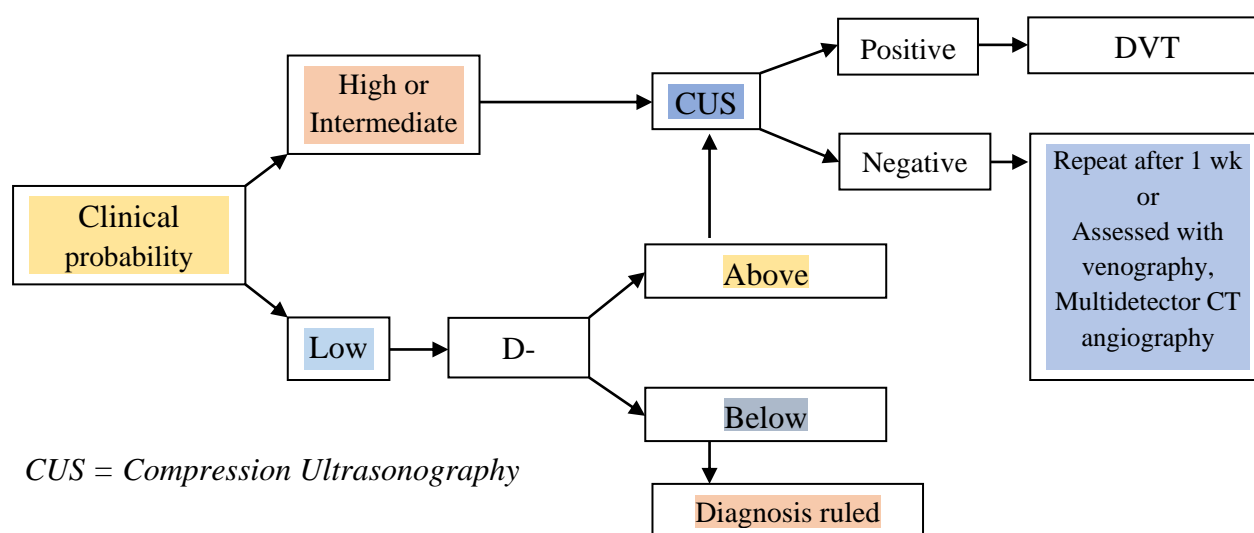 Clinical
probability
High or
Intermediate
Low
D-
Above
Below
Diagnosis ruled
CUS
Positive
DVT
Negative
Repeat after 1 wk
or
Assessed with
venography,
Multidetector CT
angiography
CUS = Compression Ultrasonography